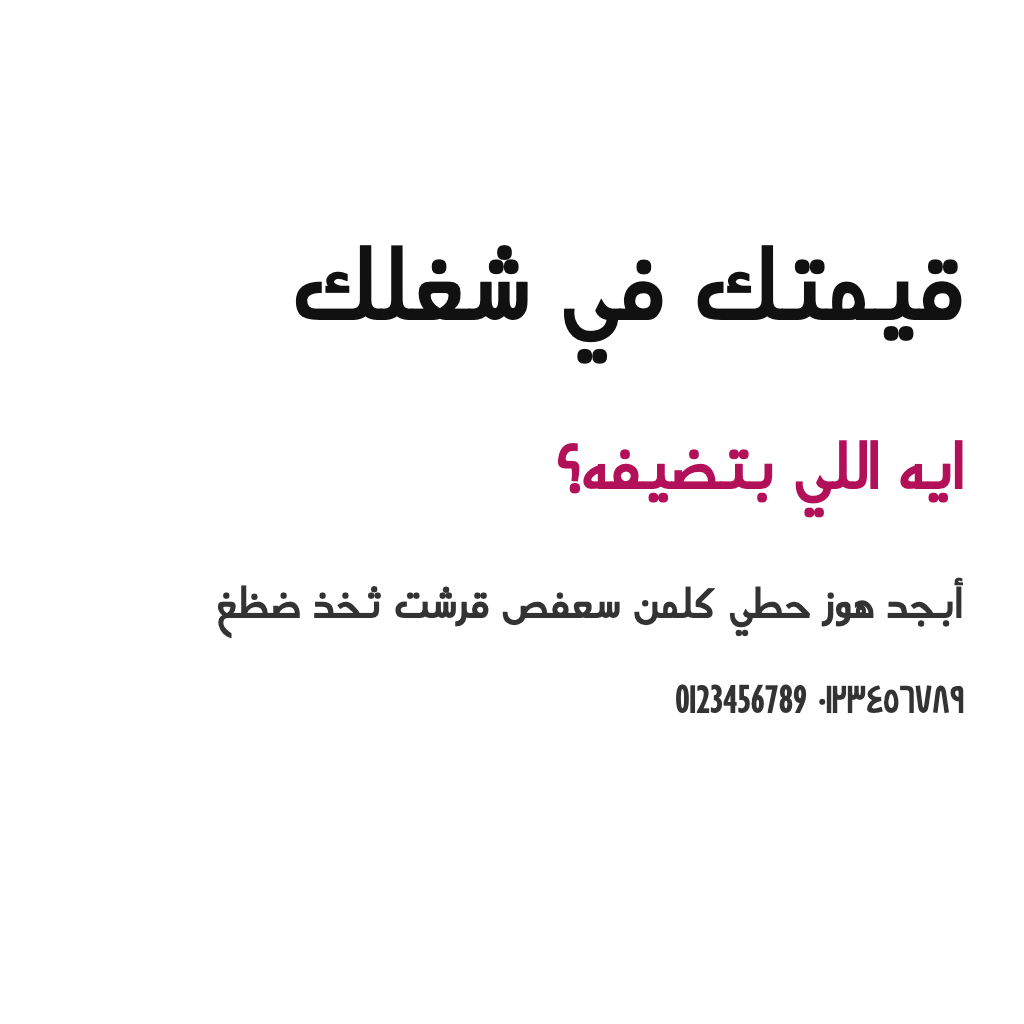 قيمتك في شغلك
ايه اللي بتضيفه؟
أبجد هوز حطي كلمن سعفص قرشت ثخذ ضظغ
٠١٢٣٤٥٦٧٨٩ 0123456789